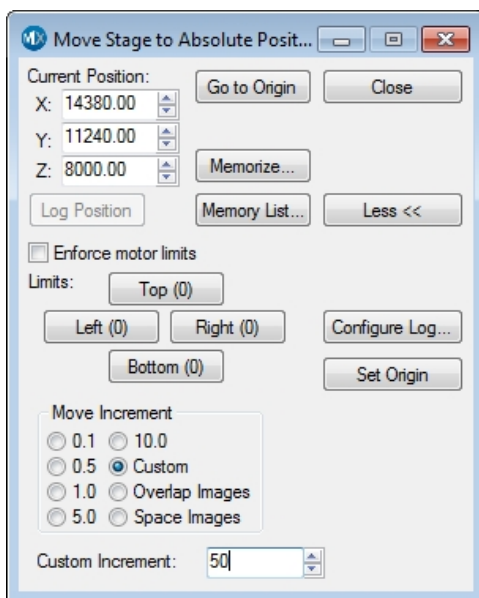 MX Move Stage to Absolute Posit...
Current Position:
X: 14380.00
Go to Origin
Close
Y: 11240.00
Z: 8000.00
Memorize...
Log Position
Memory List...
Less <<
Enforce motor limits
Limits:
Top (0)
Left (0)
Right (0)
Configure Log...
Bottom (0)
Set Origin
Move Increment
0.1 10.0
0.5 Custom
1.0 Overlap Images
5.0 Space Images
Custom Increment: 50